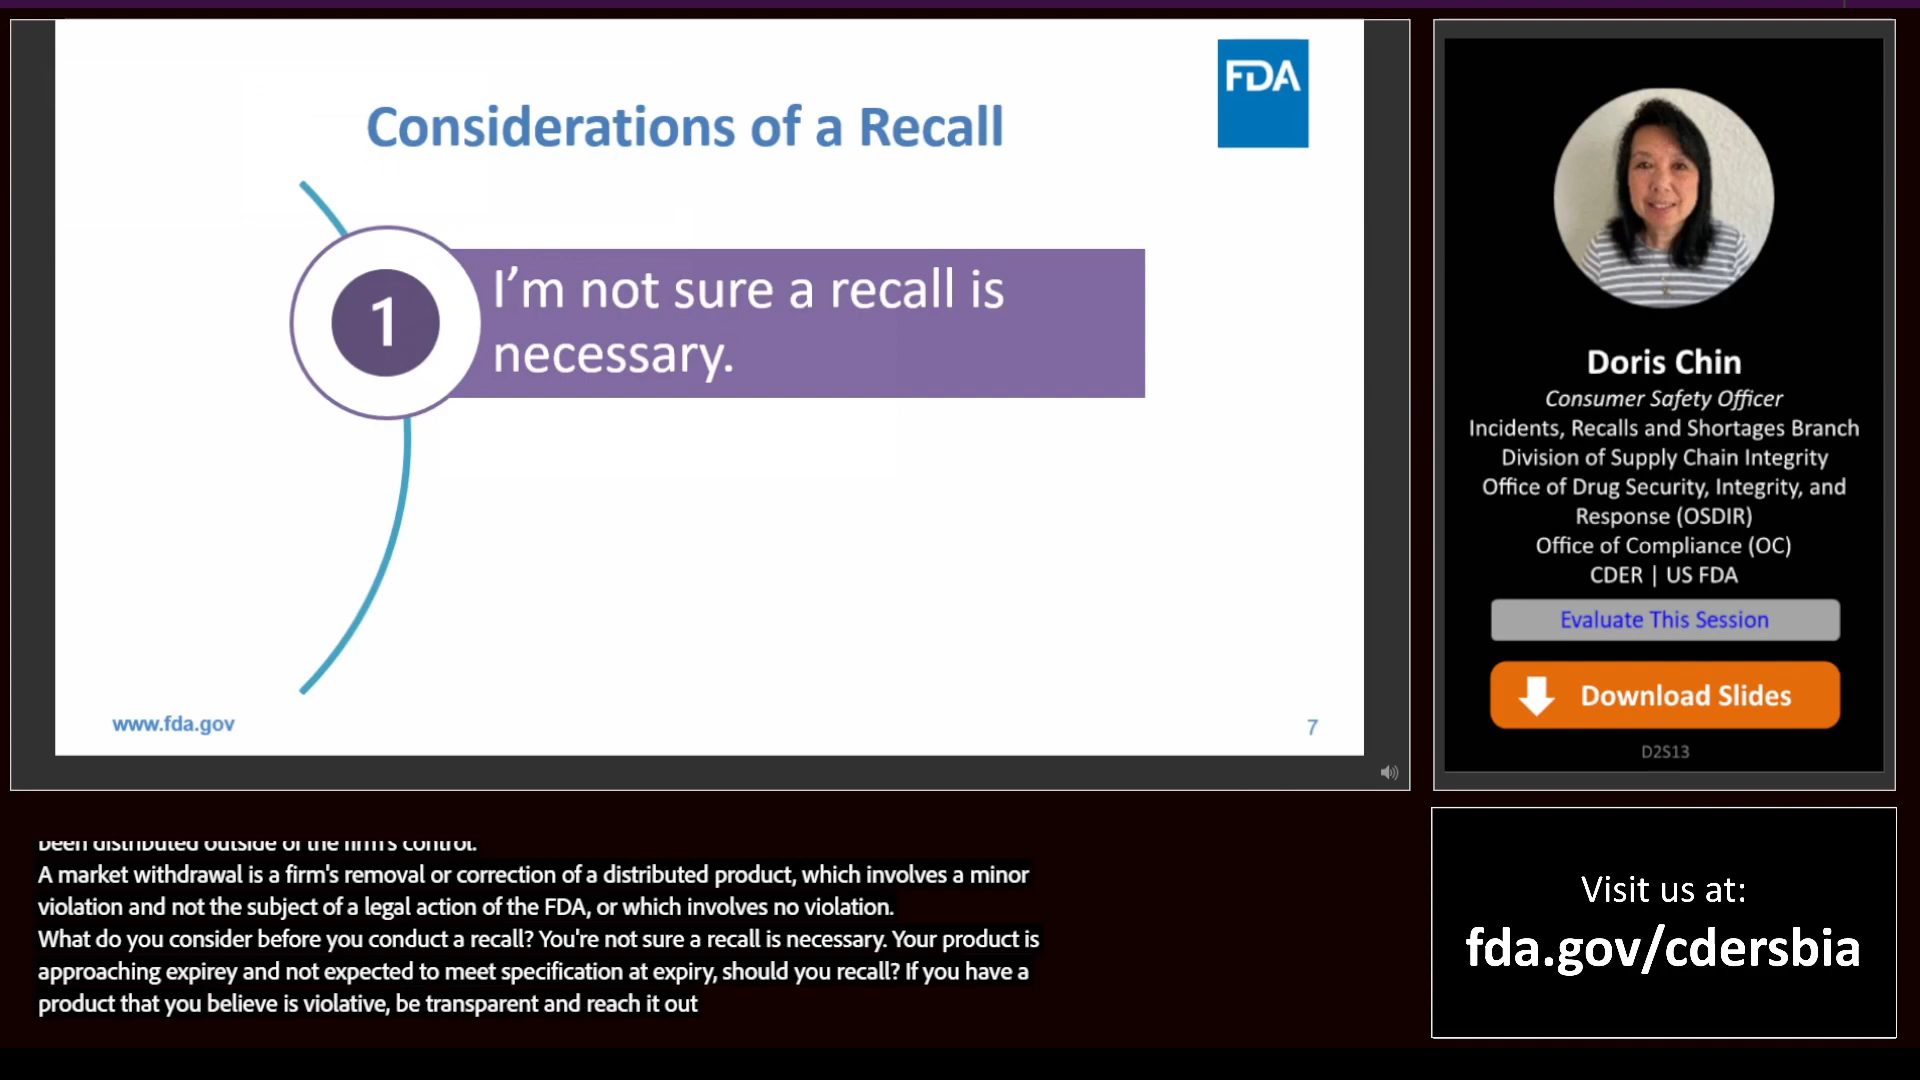 FDA
Considerations of a Recall
1
I'm not sure a recall is
necessary.
www.fda.gov
7
Doris Chin
Consumer Safety Officer
Incidents, Recalls and Shortages Branch
Division of Supply Chain Integrity
Office of Drug Security, Integrity, and
Response (OSDIR)
Office of Compliance (OC)
CDER | US FDA
Evaluate This Session
Download Slides
D2S13
been distributed outside of the firm's control.
A market withdrawal is a firm's removal or correction of a distributed product, which involves a minor
violation and not the subject of a legal action of the FDA, or which involves no violation.
What do you consider before you conduct a recall? You're not sure a recall is necessary. Your product is
approaching expirey and not expected to meet specification at expiry, should you recall? If you have a
product that you believe is violative, be transparent and reach it out
Visit us at:
fda.gov/cdersbia